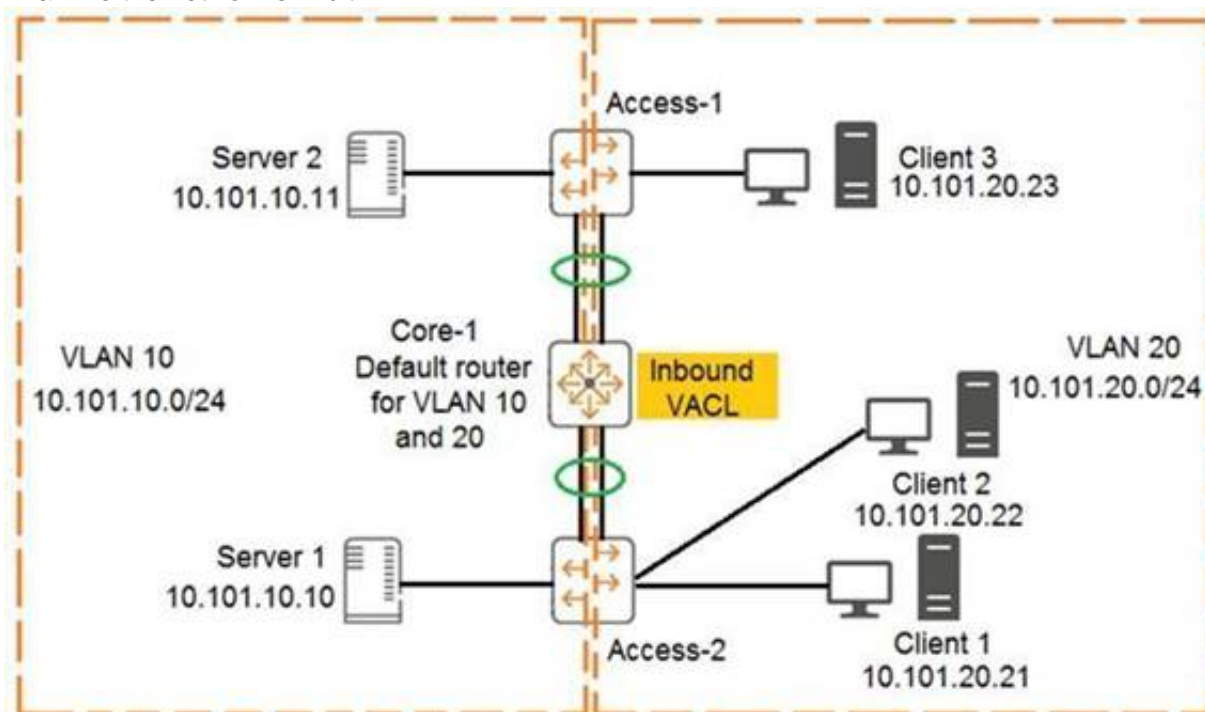 Access-1
Server 2
10.101.10.11
Client 3
10.101.20.23
Core-1
Default router
for VLAN 10
and 20
Inbound
VACL
VLAN 10
10.101.10.0/24
VLAN 20
10.101.20.0/24
Client 2
10.101.20.22
Server 1
10.101.10.10
Access-2
Client 1
10.101.20.21